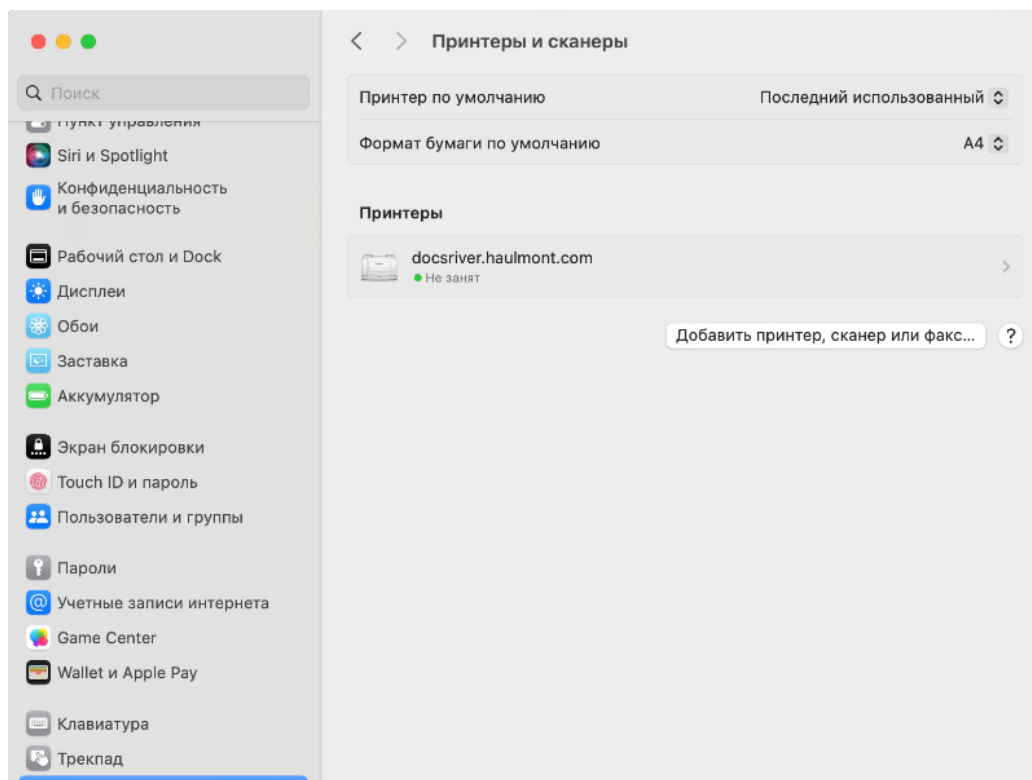 Принтеры и сканеры
Поиск
Пункт управления
Siri и Spotlight
Конфиденциальность
и безопасность
Рабочий стол и Dock
Дисплеи
Обои
Заставка
Аккумулятор
Экран блокировки
Touch ID и пароль
Пользователи и группы
Пароли
Учетные записи интернета
Game Center
Wallet и Apple Pay
Клавиатура
Трекпад
Принтер по умолчанию
Последний использованный
Формат бумаги по умолчанию
A4
Принтеры
docsriver.haulmont.com
Не занят
Добавить принтер, сканер или факс...
?